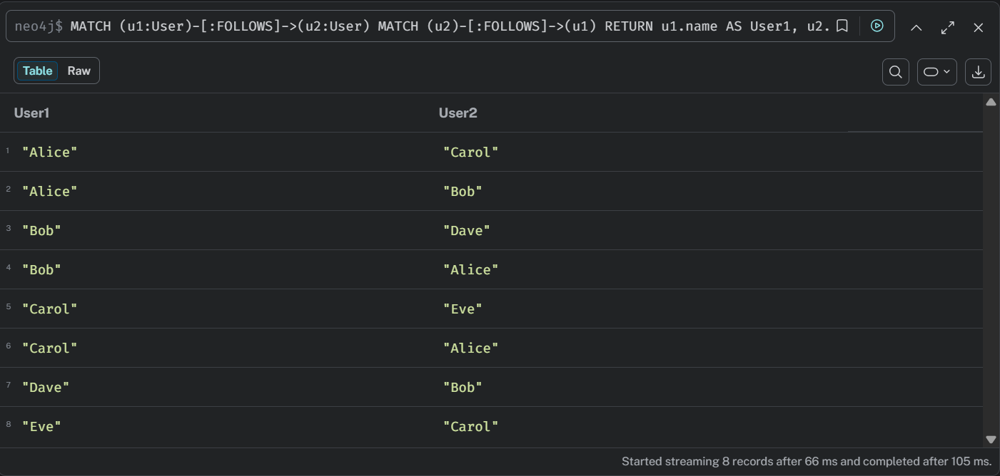 neo4j$ MATCH (u1:User)-[:FOLLOWS]->(u2:User) MATCH (u2)-[:FOLLOWS]->(u1) RETURN u1.name AS User1, u2.
Table Raw
User1 User2
1 "Alice" "Carol"
2 "Alice" "Bob"
3 "Bob" "Dave"
4 "Bob" "Alice"
5 "Carol" "Eve"
6 "Carol" "Alice"
7 "Dave" "Bob"
8 "Eve" "Carol"
Started streaming 8 records after 66 ms and completed after 105 ms.